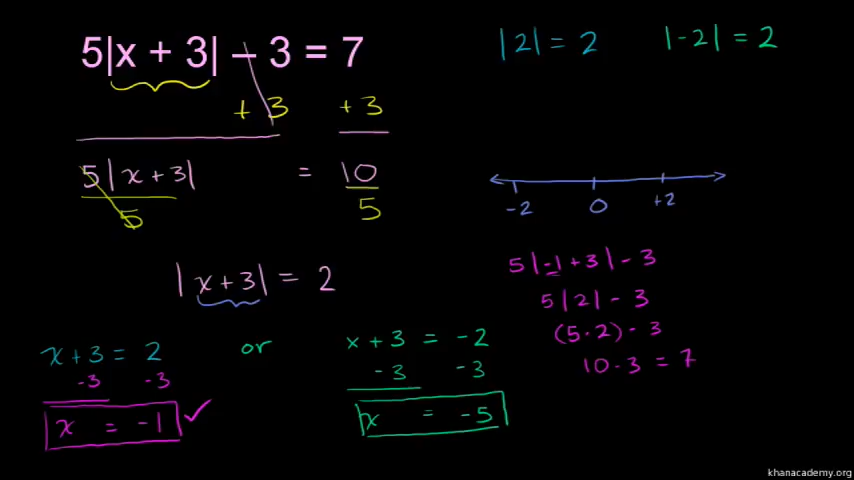 5|x + 3| - 3 = 7
+ 3 + 3
5|x + 3| = 10
5 5
|x + 3| = 2
x + 3 = 2
-3 -3
x = -1
or
x + 3 = -2
- 3 -3
x = -5
|2| = 2
|-2| = 2
-2 0 +2
5|-1 + 3| - 3
5|2| - 3
(5·2) - 3
10 - 3 = 7
khanacademy.org